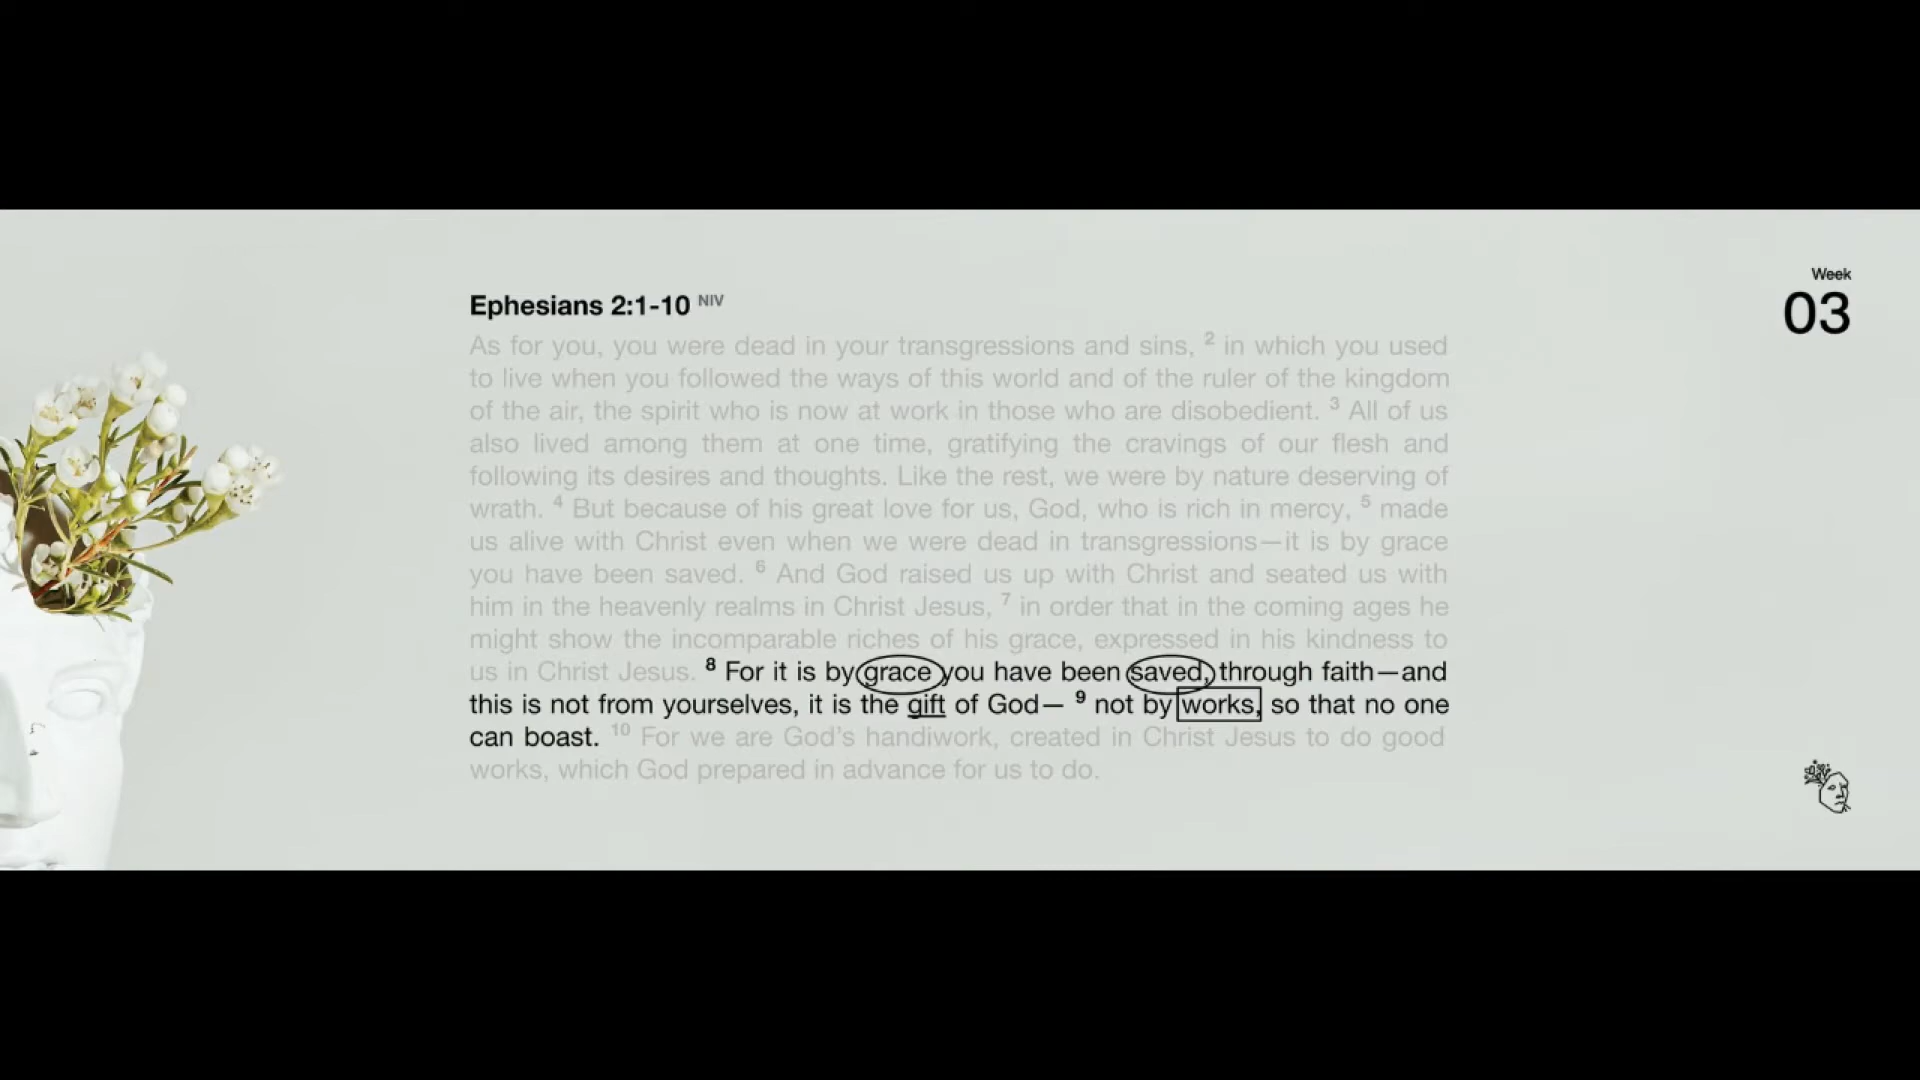 Week
03
Ephesians 2:1-10 NIV
As for you, you were dead in your transgressions and sins, 2 in which you used
to live when you followed the ways of this world and of the ruler of the kingdom
of the air, the spirit who is now at work in those who are disobedient. 3 All of us
also lived among them at one time, gratifying the cravings of our flesh and
following its desires and thoughts. Like the rest, we were by nature deserving of
wrath. 4 But because of his great love for us, God, who is rich in mercy, 5 made
us alive with Christ even when we were dead in transgressions—it is by grace
you have been saved. 6 And God raised us up with Christ and seated us with
him in the heavenly realms in Christ Jesus, 7 in order that in the coming ages he
might show the incomparable riches of his grace, expressed in his kindness to
us in Christ Jesus. 8 For it is by grace you have been saved, through faith—and
this is not from yourselves, it is the gift of God— 9 not by works, so that no one
can boast. 10 For we are God's handiwork, created in Christ Jesus to do good
works, which God prepared in advance for us to do.